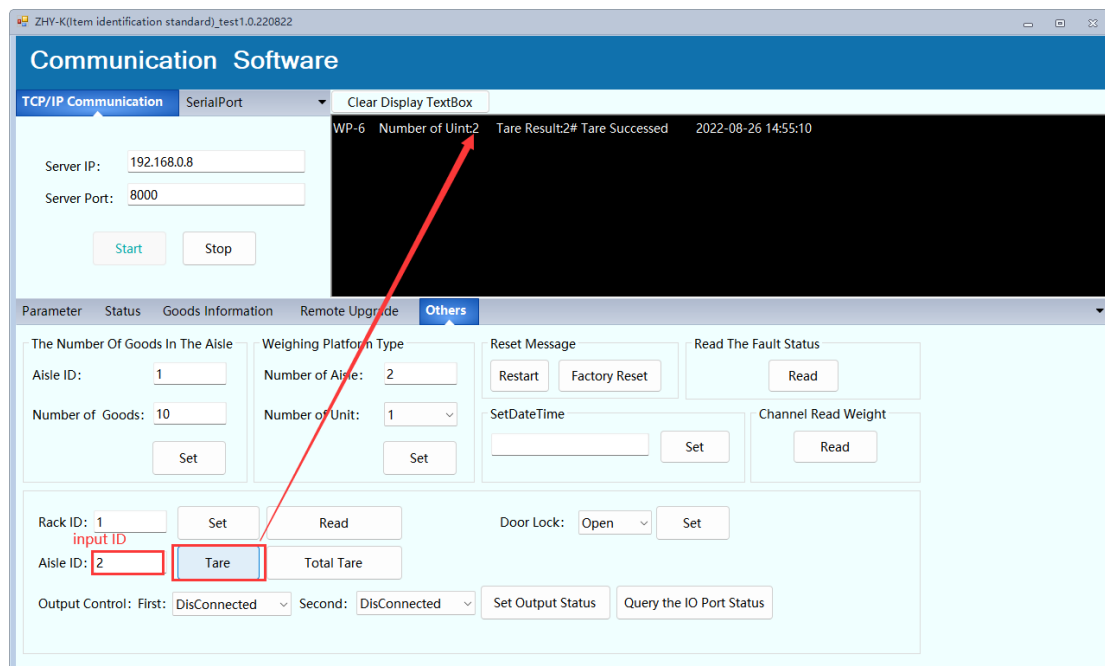 ZHY-K(Item identification standard)_test1.0.220822
Communication Software
TCP/IP Communication SerialPort Clear Display TextBox
WP-6 Number of Uint:2 Tare Result:2# Tare Successed 2022-08-26 14:55:10
Server IP: 192.168.0.8
Server Port: 8000
Start Stop
Parameter Status Goods Information Remote Upgrade Others
The Number Of Goods In The Aisle Weighing Platform Type Reset Message Read The Fault Status
Aisle ID: 1 Number of Aisle: 2 Restart Factory Reset Read
Number of Goods: 10 Number of Unit: 1 SetDateTime Channel Read Weight
Set Set Set Read
Rack ID: 1 Set Read Door Lock: Open Set
input ID
Aisle ID: 2 Tare Total Tare
Output Control: First: DisConnected Second: DisConnected Set Output Status Query the IO Port Status